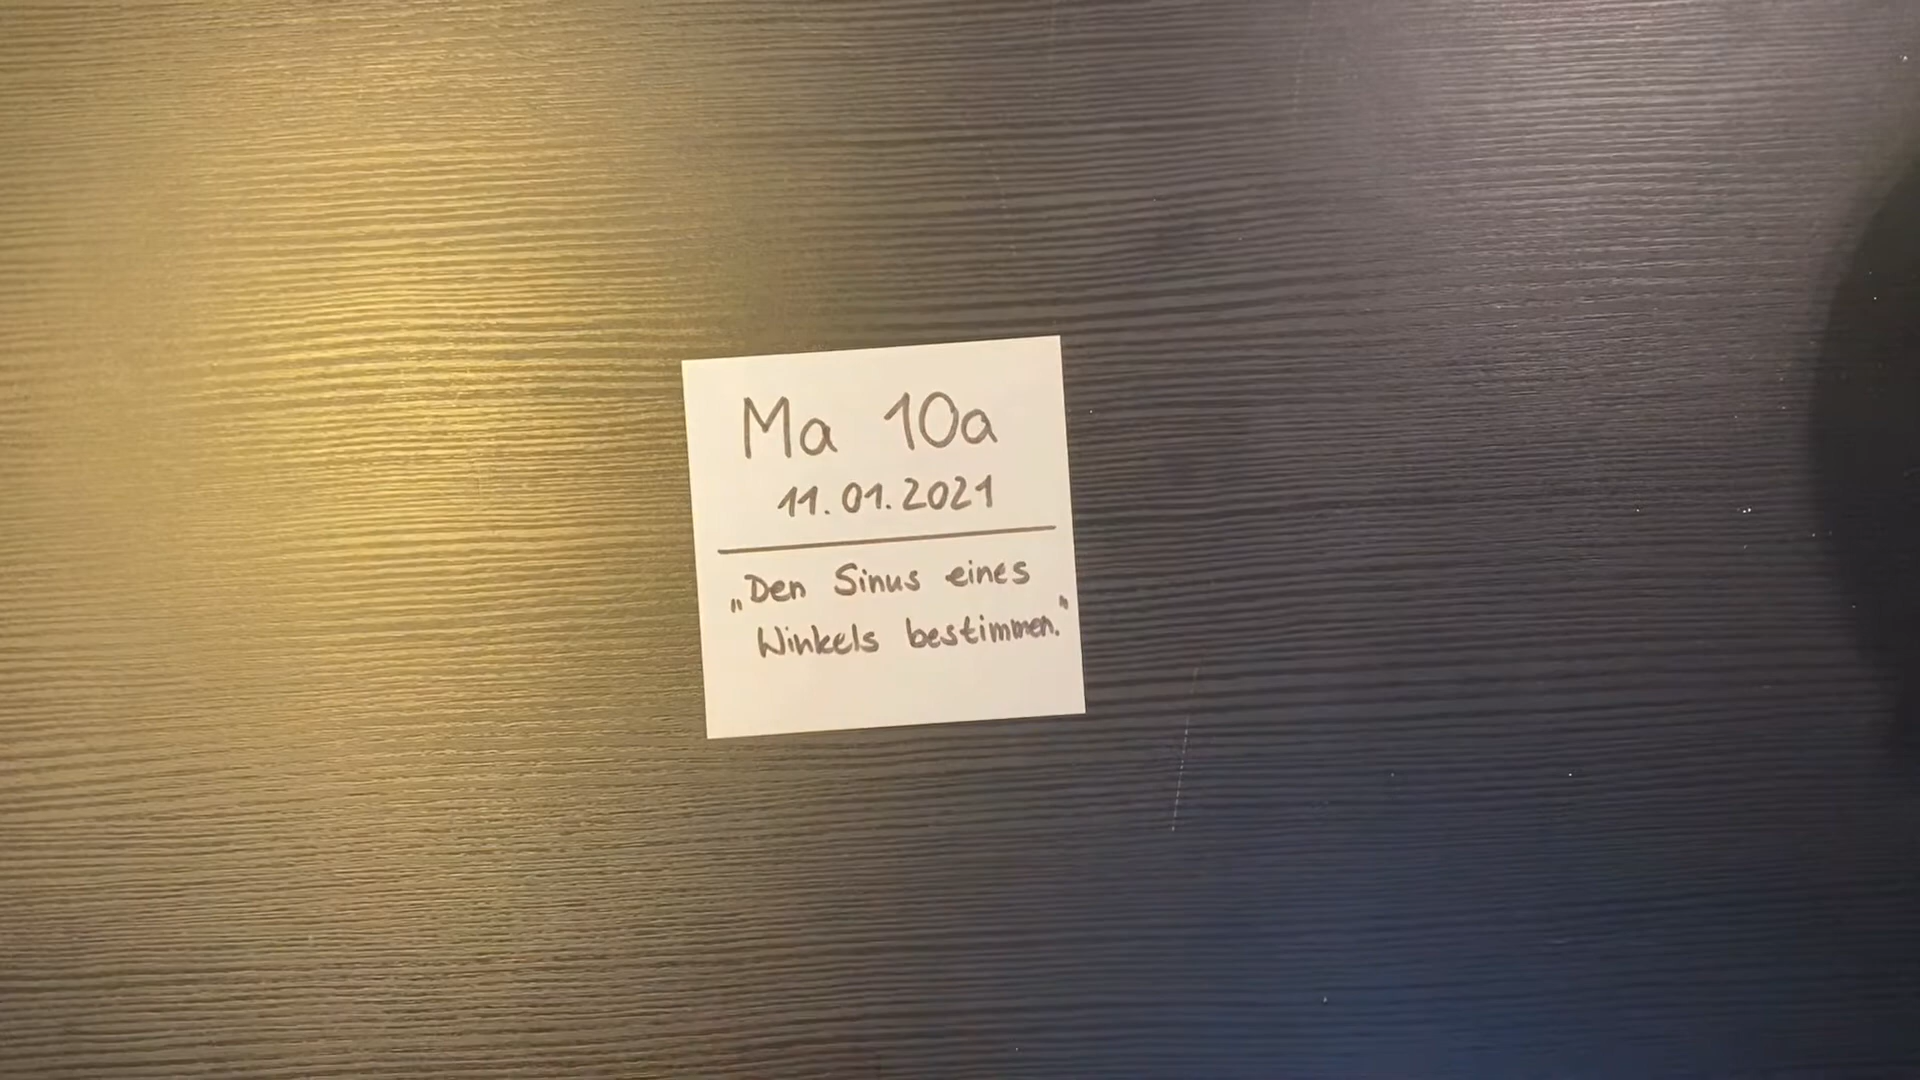 Ma 10a
11.01.2021
„Den Sinus eines
Winkels bestimmen.“